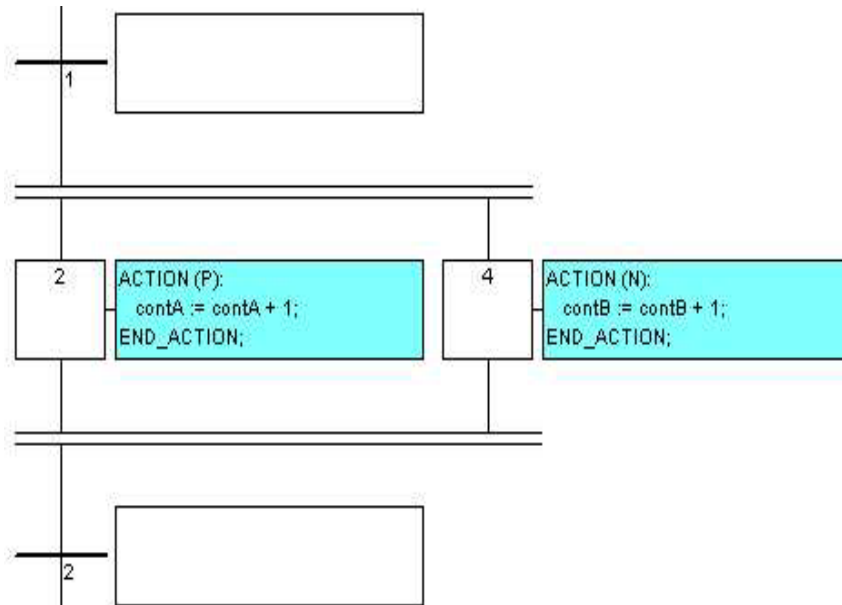 1
2
ACTION (P):
contA := contA + 1;
END_ACTION;
4
ACTION (N):
contB := contB + 1;
END_ACTION;
2